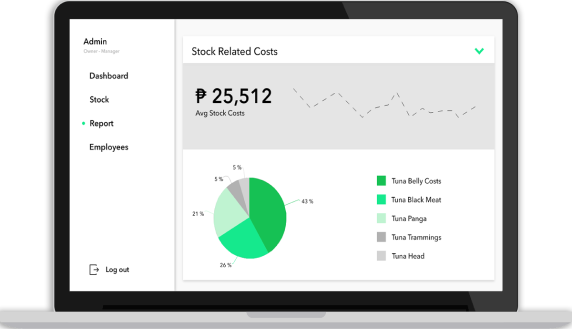 Admin
Owner - Manager
Dashboard
Stock
Report
Employees
Log out
Stock Related Costs
₱ 25,512
Avg Stock Costs
5 %
5 %
43 %
21 %
26 %
Tuna Belly Costs
Tuna Black Meat
Tuna Panga
Tuna Trammings
Tuna Head